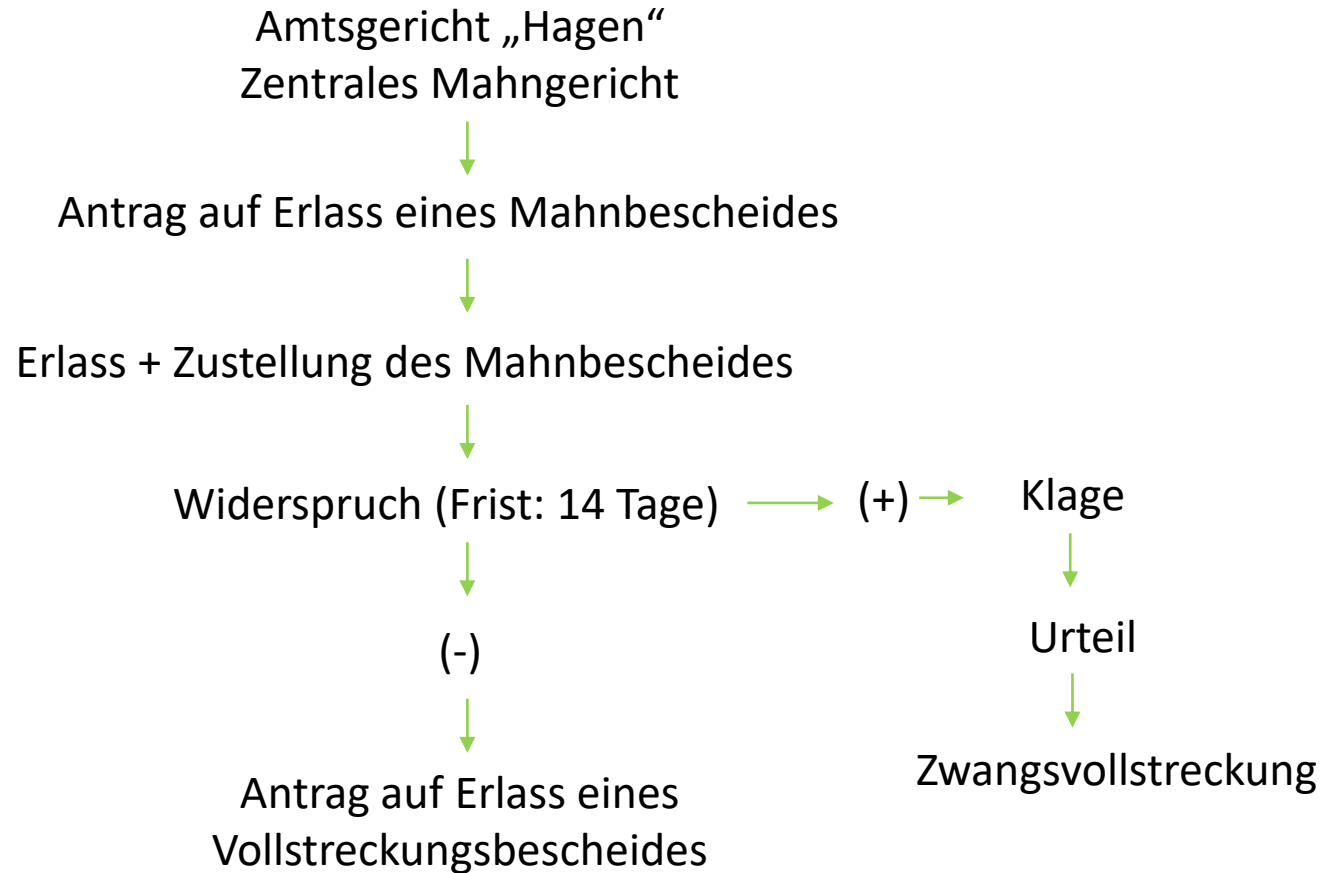 Amtsgericht „Hagen“
Zentrales Mahngericht
Antrag auf Erlass eines Mahnbescheides
Erlass + Zustellung des Mahnbescheides
Widerspruch (Frist: 14 Tage)
(+)
Klage
(-)
Urteil
Antrag auf Erlass eines
Vollstreckungsbescheides
Zwangsvollstreckung